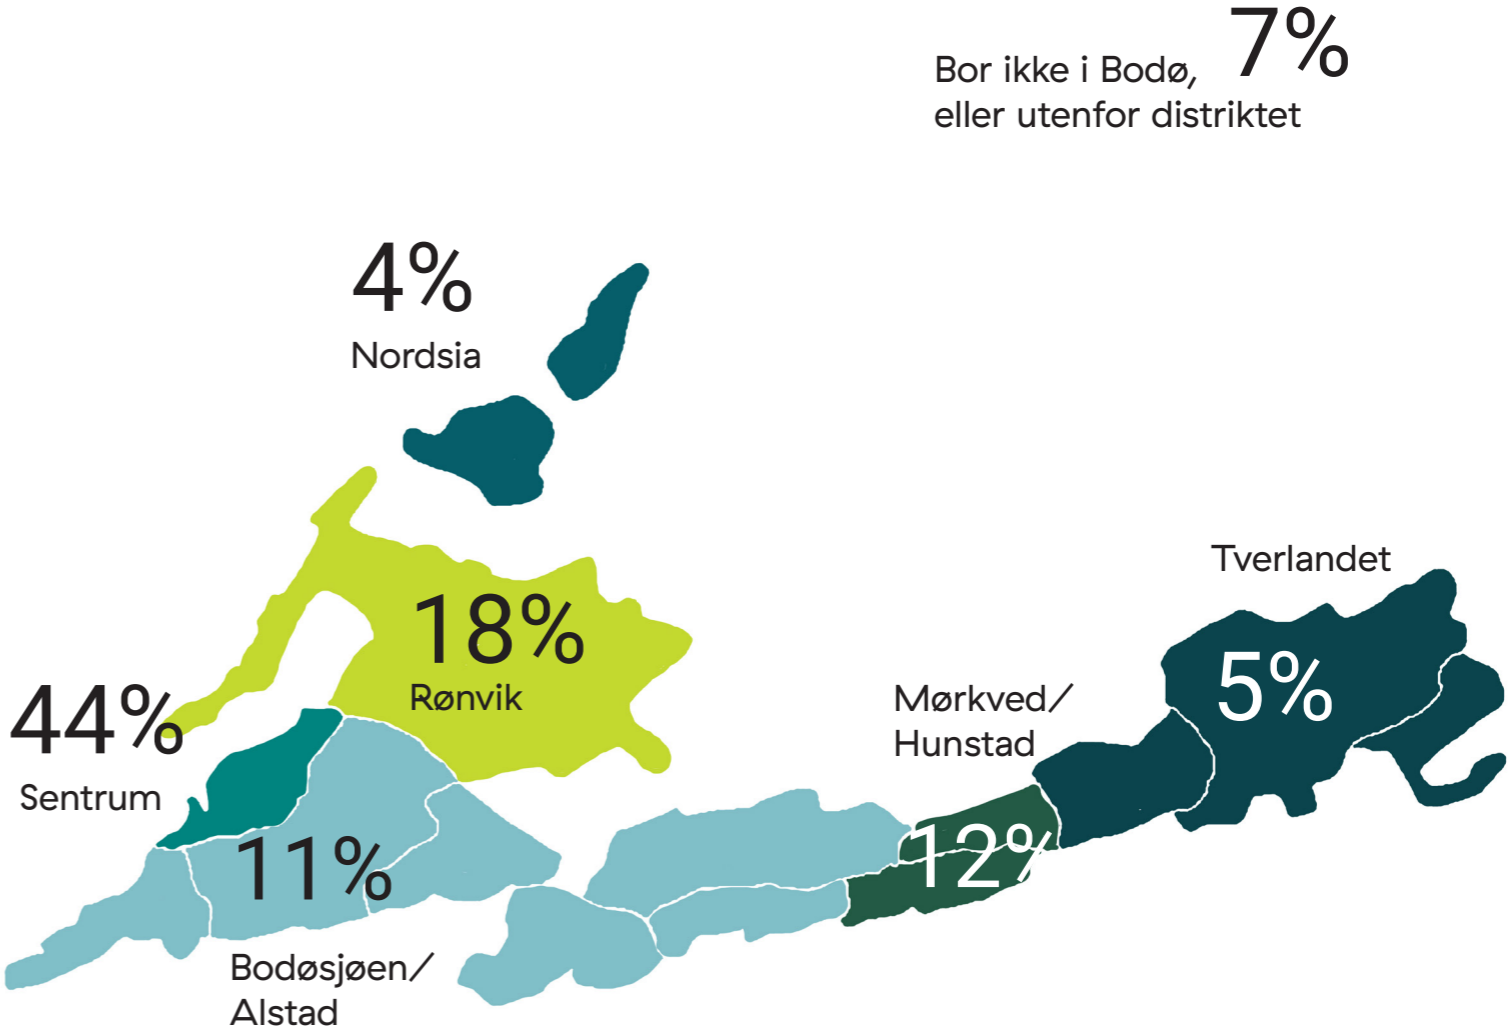 7%
Bor ikke i Bodø,
eller utenfor distriktet
4%
Nordsia
18%
Rønvik
44%
Sentrum
Tverlandet
5%
Mørkved/
Hunstad
12%
11%
Bodøsjøen/
Alstad